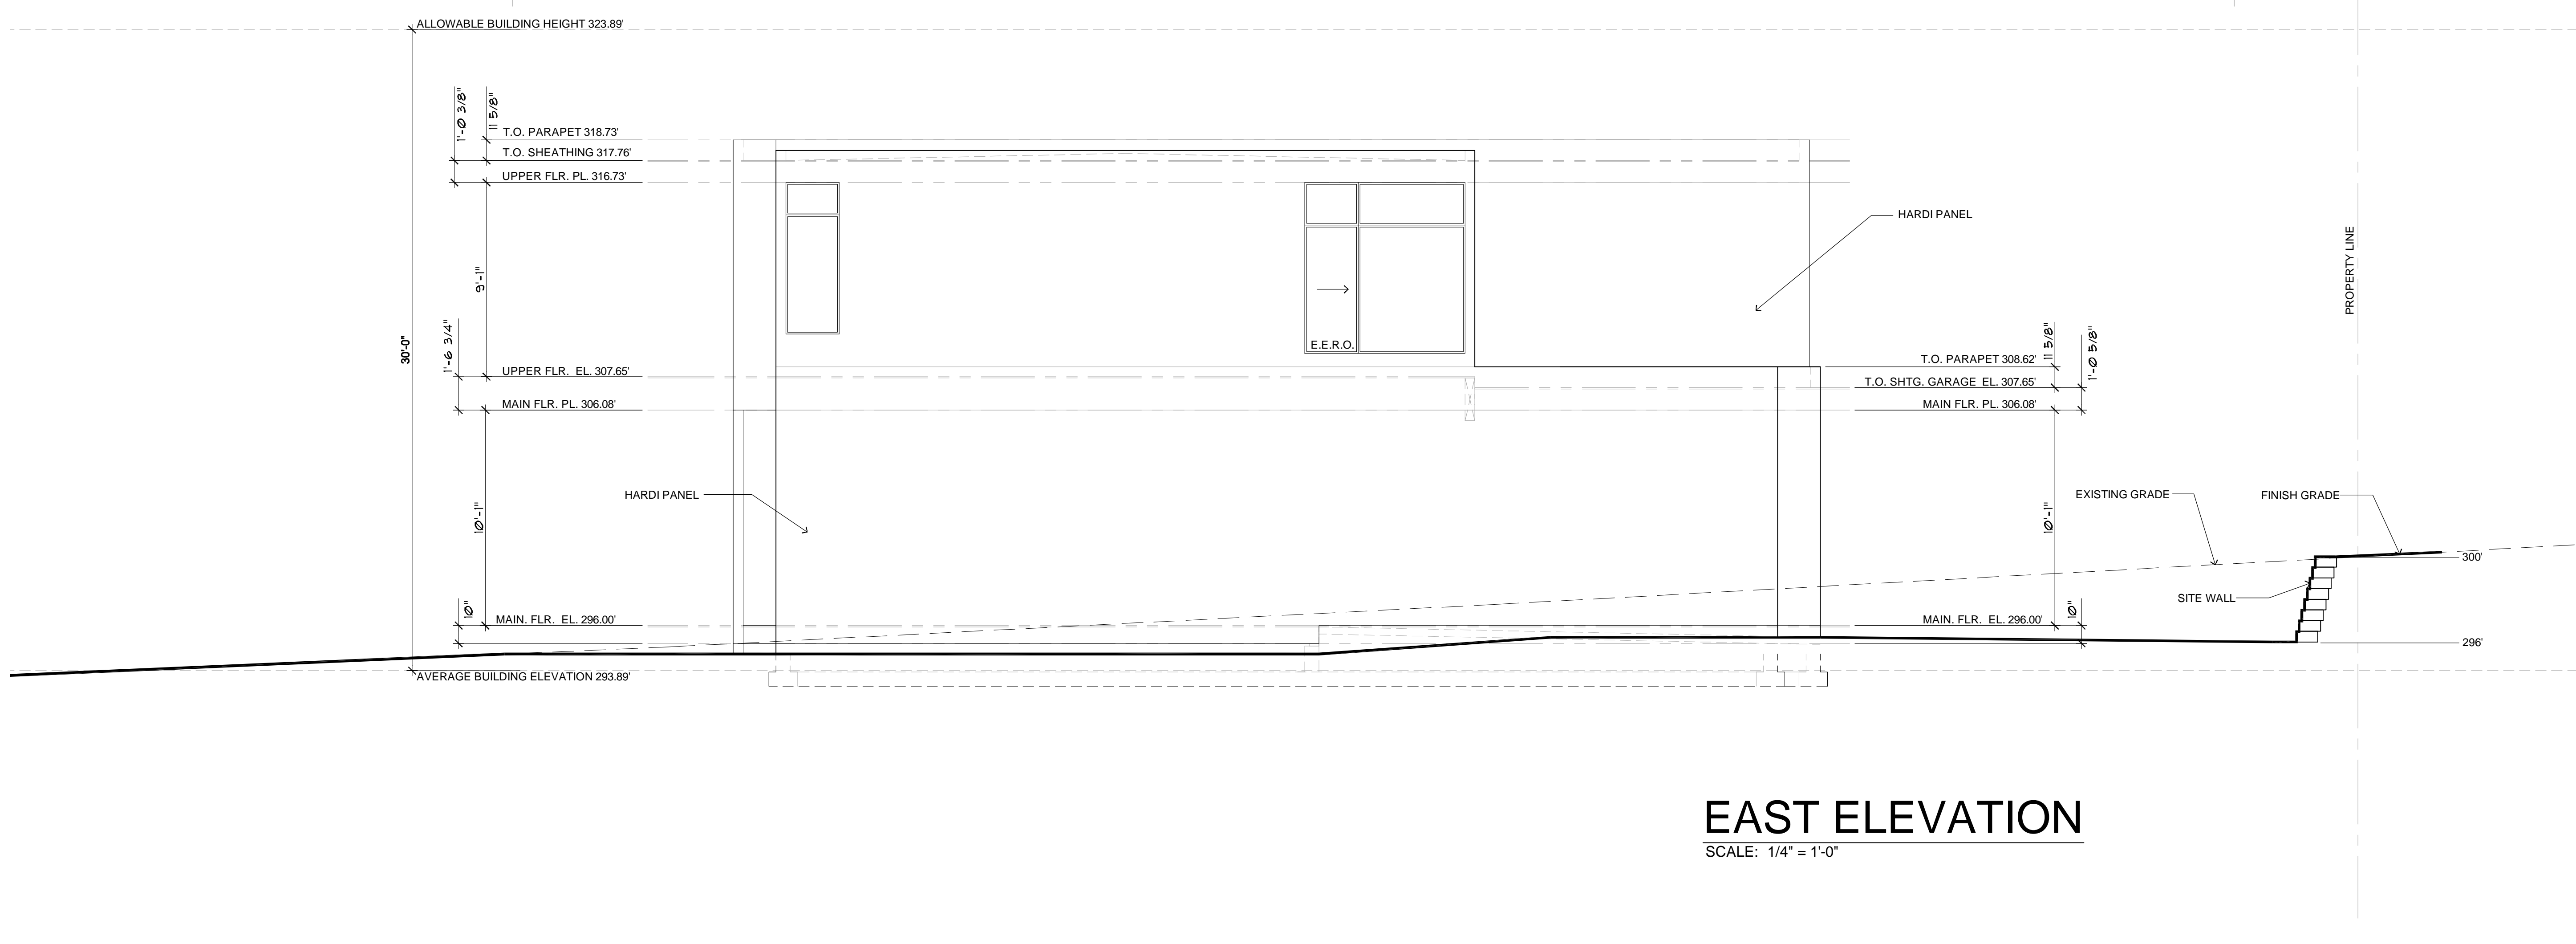 ALLOWABLE BUILDING HEIGHT 323.89'
1'-0 3/8"
11 5/8"
T.O. PARAPET 318.73'
T.O. SHEATHING 317.76'
UPPER FLR. PL. 316.73'
HARDI PANEL
PROPERTY LINE
9'-1"
30'-0"
1'-6 3/4"
E.E.R.O.
11 5/8"
1'-0 5/8"
T.O. PARAPET 308.62'
UPPER FLR. EL. 307.65'
T.O. SHTG. GARAGE EL. 307.65'
MAIN FLR. PL. 306.08'
MAIN FLR. PL. 306.08'
HARDI PANEL
EXISTING GRADE
FINISH GRADE
10'-1"
10'-1"
300'
SITE WALL
10"
10"
MAIN. FLR. EL. 296.00'
MAIN. FLR. EL. 296.00'
296'
AVERAGE BUILDING ELEVATION 293.89'
EAST ELEVATION
SCALE: 1/4" = 1'-0"